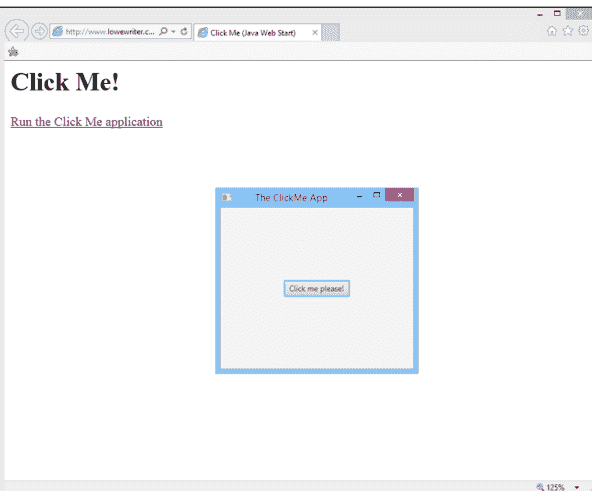 http://www.lowewriter.c...
Click Me (Java Web Start)
Click Me!
Run the Click Me application
The ClickMe App
Click me please!
125%